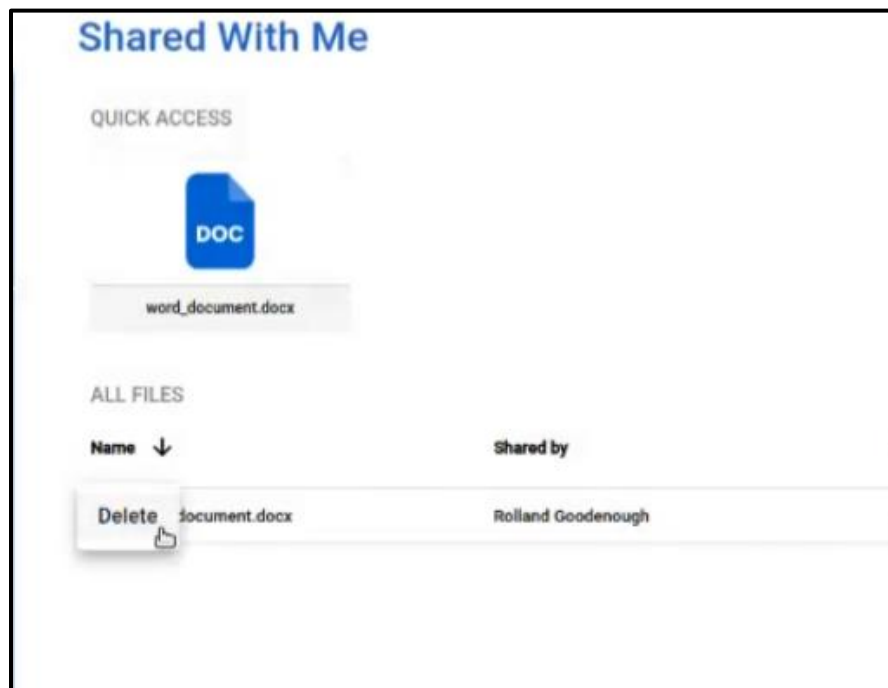 Shared With Me
QUICK ACCESS
DOC
word_document.docx
ALL FILES
Name Shared by
Delete document.docx Rolland Goodenough